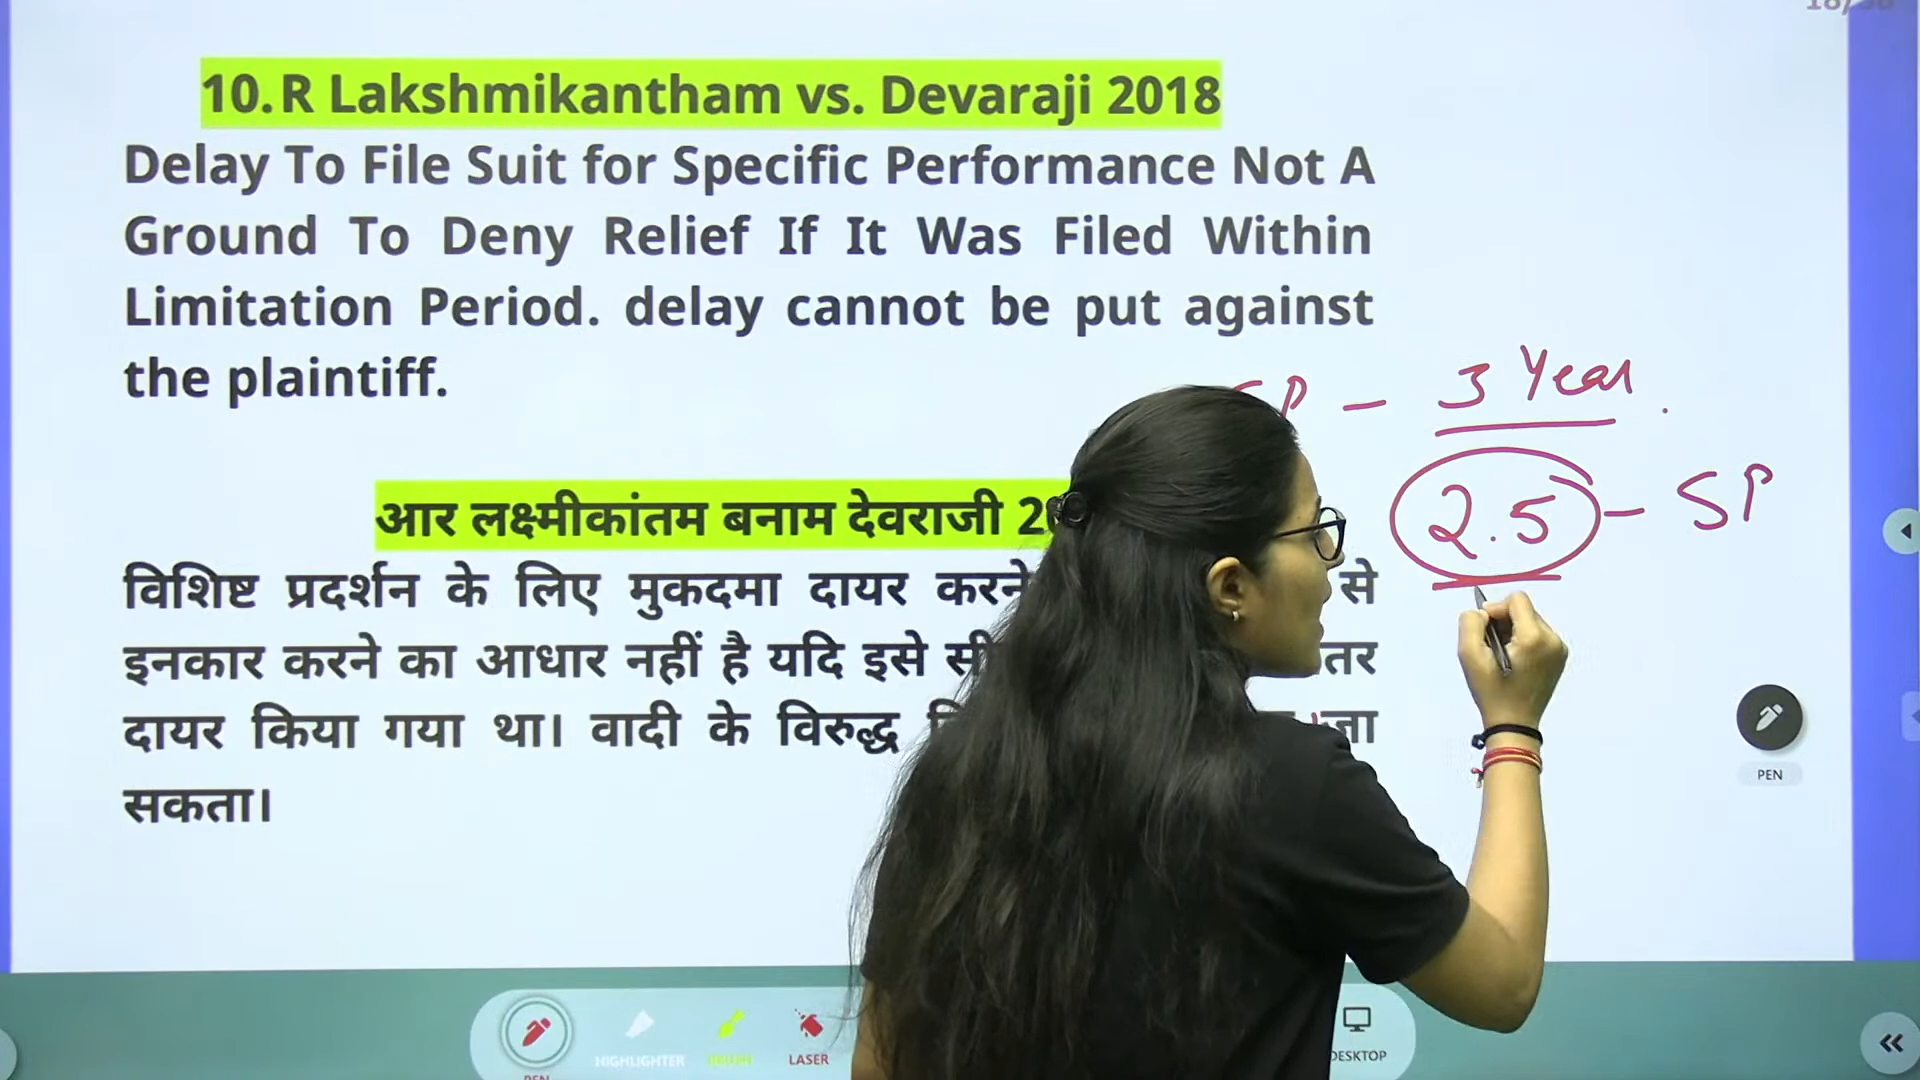 10. R Lakshmikantham vs. Devaraji 2018
Delay To File Suit for Specific Performance Not A
Ground To Deny Relief If It Was Filed Within
Limitation Period. delay cannot be put against
the plaintiff.
P – 3 Year
2.5 – SP
आर लक्ष्मीकांतम बनाम देवराजी
विशिष्ट प्रदर्शन के लिए मुकदमा दायर करने से
इनकार करने का आधार नहीं है यदि इसे
दायर किया गया था। वादी के विरुद्ध जा
सकता।
PEN
HIGHLIGHTER
LASER
DESKTOP
PEN